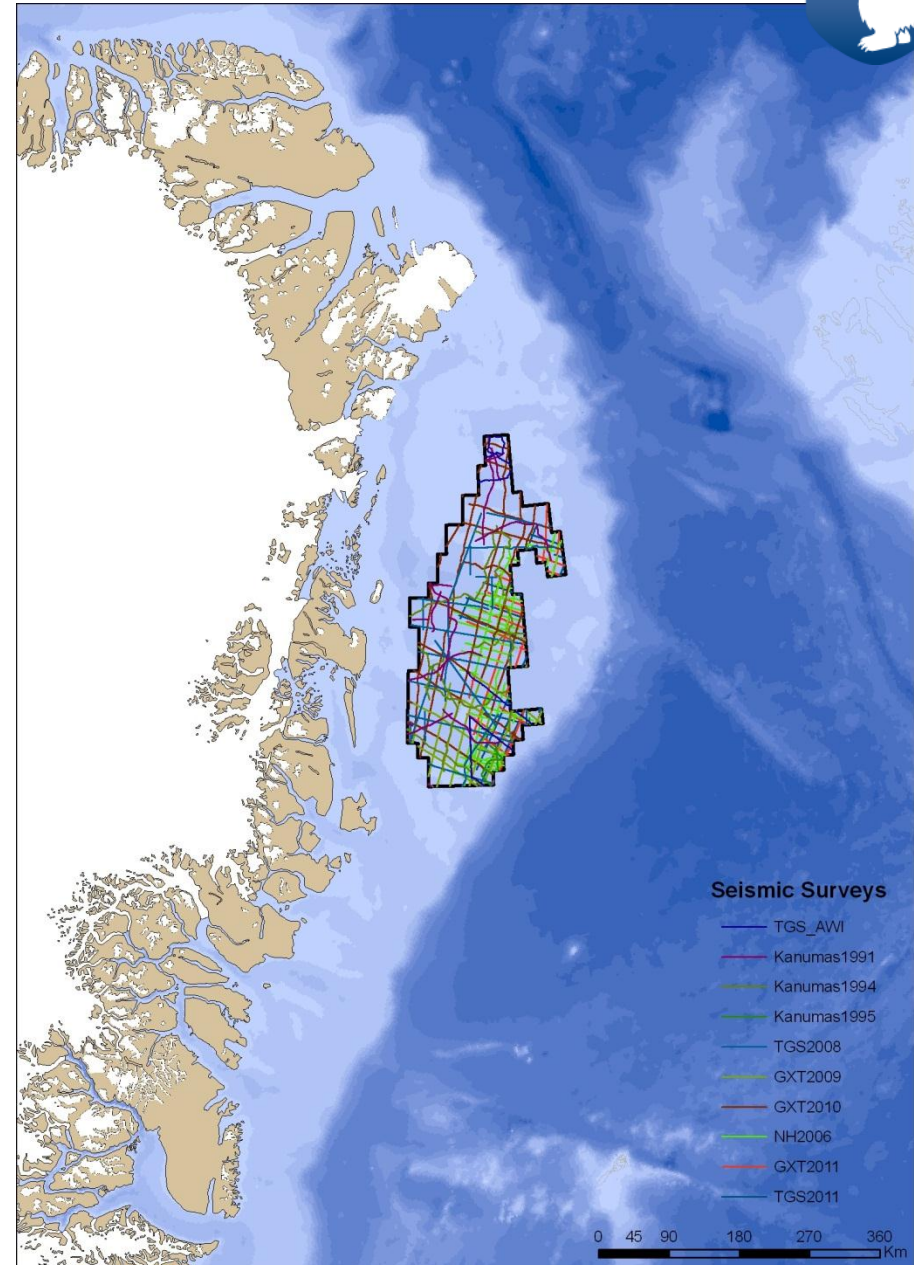 Seismic Surveys
TGS_AWI
Kanumas1991
Kanumas1994
Kanumas1995
TGS2008
GXT2009
GXT2010
NH2006
GXT2011
TGS2011
0 45 90 180 270 360
Km